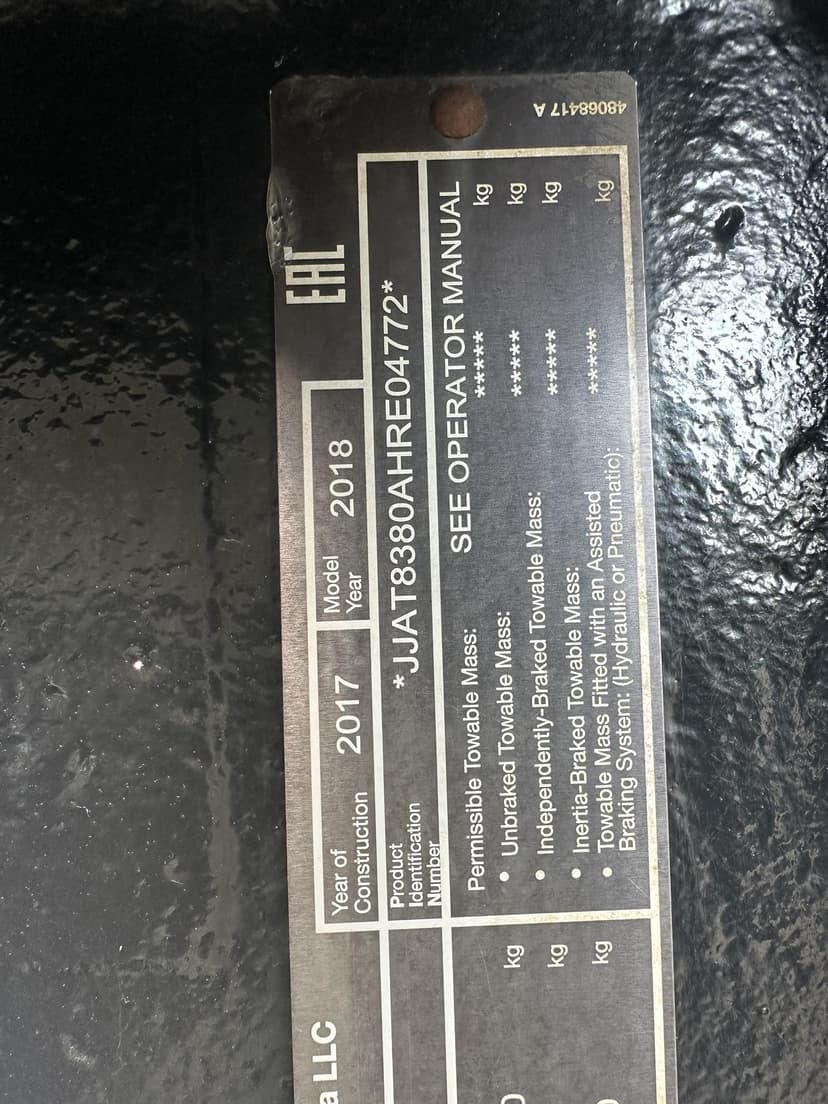 48068417 A
EAC
a LLC
Year of
Construction
2017
Model
Year
2018
Product
Identification
Number
*JJAT8380AHRE04772*
Permissible Towable Mass:
SEE OPERATOR MANUAL
kg
• Unbraked Towable Mass: ***** kg
• Independently-Braked Towable Mass: ***** kg
• Inertia-Braked Towable Mass: ***** kg
• Towable Mass Fitted with an Assisted
Braking System: (Hydraulic or Pneumatic): ***** kg
kg
kg